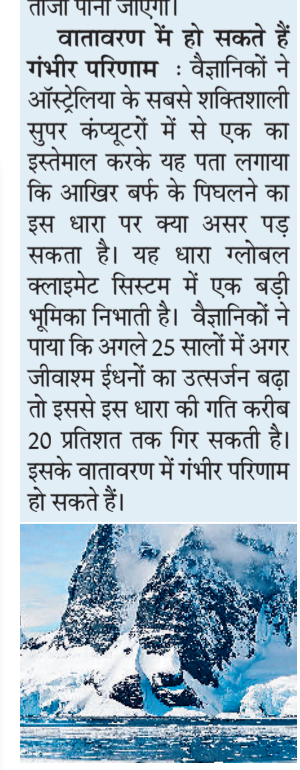 ताजा पानी जाएगा।
वातावरण में हो सकते हैं
गंभीर परिणाम : वैज्ञानिकों ने
ऑस्ट्रेलिया के सबसे शक्तिशाली
सुपर कंप्यूटरों में से एक का
इस्तेमाल करके यह पता लगाया
कि आखिर बर्फ के पिघलने का
इस धारा पर क्या असर पड़
सकता है। यह धारा ग्लोबल
क्लाइमेट सिस्टम में एक बड़ी
भूमिका निभाती है। वैज्ञानिकों ने
पाया कि अगले 25 सालों में अगर
जीवाश्म ईधनों का उत्सर्जन बढ़ा
तो इससे इस धारा की गति करीब
20 प्रतिशत तक गिर सकती है।
इसके वातावरण में गंभीर परिणाम
हो सकते हैं।